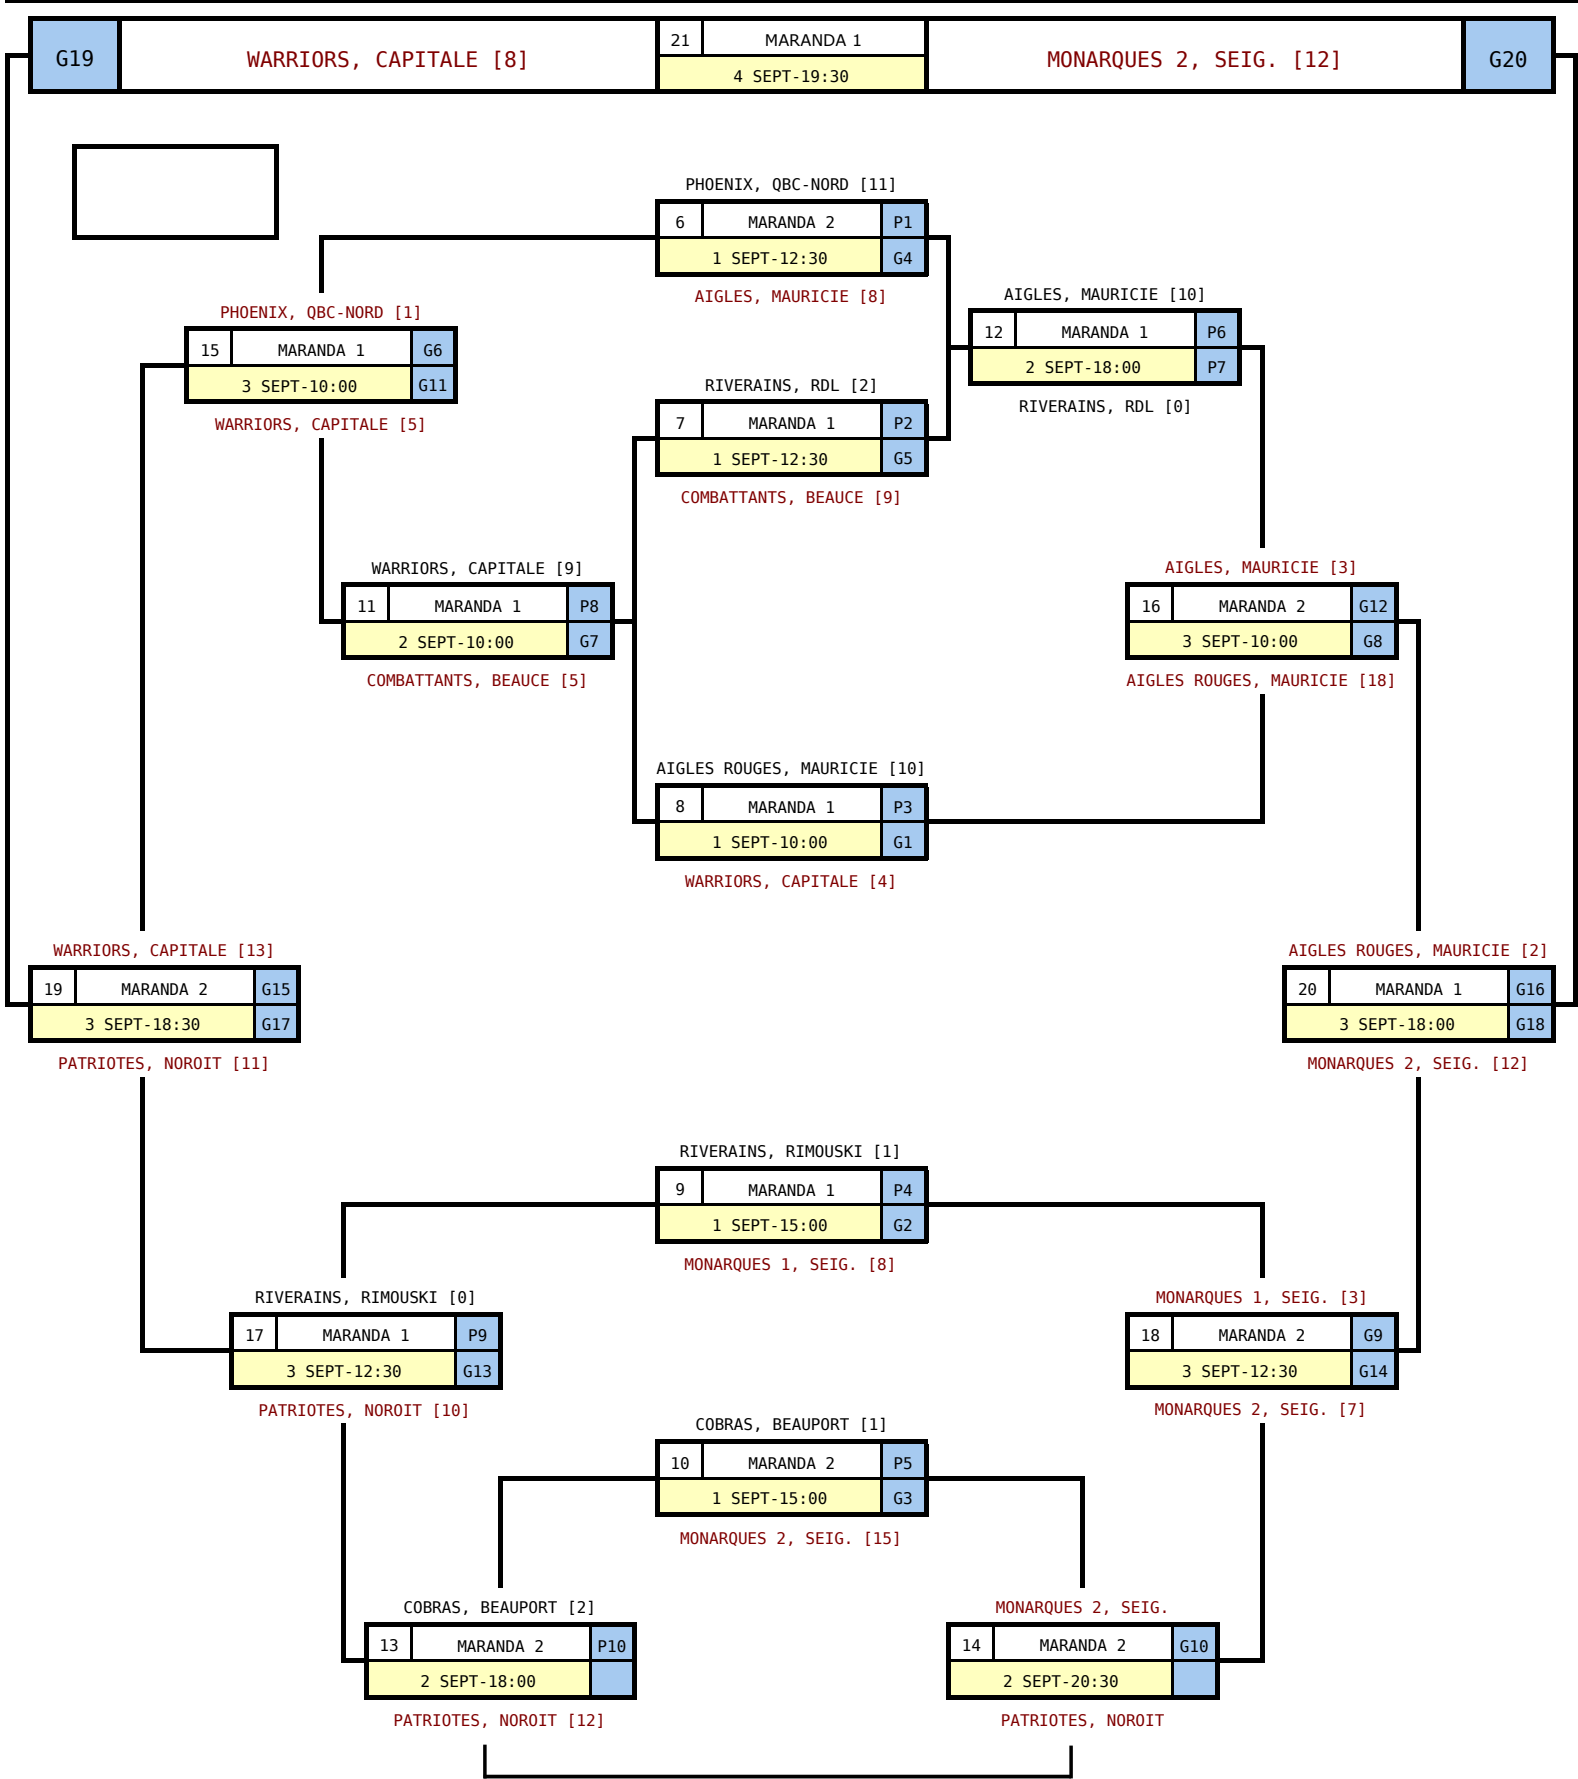 G19
WARRIORS, CAPITALE [8]
21 MARANDA 1
4 SEPT-19:30
MONARQUES 2, SEIG. [12]
G20
PHOENIX, QBC-NORD [11]
6 MARANDA 2 P1
1 SEPT-12:30 G4
AIGLES, MAURICIE [8]
AIGLES, MAURICIE [10]
12 MARANDA 1 P6
2 SEPT-18:00 P7
RIVERAINS, RDL [0]
PHOENIX, QBC-NORD [1]
15 MARANDA 1 G6
3 SEPT-10:00 G11
WARRIORS, CAPITALE [5]
RIVERAINS, RDL [2]
7 MARANDA 1 P2
1 SEPT-12:30 G5
COMBATTANTS, BEAUCE [9]
WARRIORS, CAPITALE [9]
11 MARANDA 1 P8
2 SEPT-10:00 G7
COMBATTANTS, BEAUCE [5]
AIGLES, MAURICIE [3]
16 MARANDA 2 G12
3 SEPT-10:00 G8
AIGLES ROUGES, MAURICIE [18]
AIGLES ROUGES, MAURICIE [10]
8 MARANDA 1 P3
1 SEPT-10:00 G1
WARRIORS, CAPITALE [4]
WARRIORS, CAPITALE [13]
19 MARANDA 2 G15
3 SEPT-18:30 G17
PATRIOTES, NOROIT [11]
AIGLES ROUGES, MAURICIE [2]
20 MARANDA 1 G16
3 SEPT-18:00 G18
MONARQUES 2, SEIG. [12]
RIVERAINS, RIMOUSKI [1]
9 MARANDA 1 P4
1 SEPT-15:00 G2
MONARQUES 1, SEIG. [8]
RIVERAINS, RIMOUSKI [0]
17 MARANDA 1 P9
3 SEPT-12:30 G13
PATRIOTES, NOROIT [10]
MONARQUES 1, SEIG. [3]
18 MARANDA 2 G9
3 SEPT-12:30 G14
MONARQUES 2, SEIG. [7]
COBRAS, BEAUPORT [1]
10 MARANDA 2 P5
1 SEPT-15:00 G3
MONARQUES 2, SEIG. [15]
COBRAS, BEAUPORT [2]
13 MARANDA 2 P10
2 SEPT-18:00
PATRIOTES, NOROIT [12]
MONARQUES 2, SEIG.
14 MARANDA 2 G10
2 SEPT-20:30
PATRIOTES, NOROIT